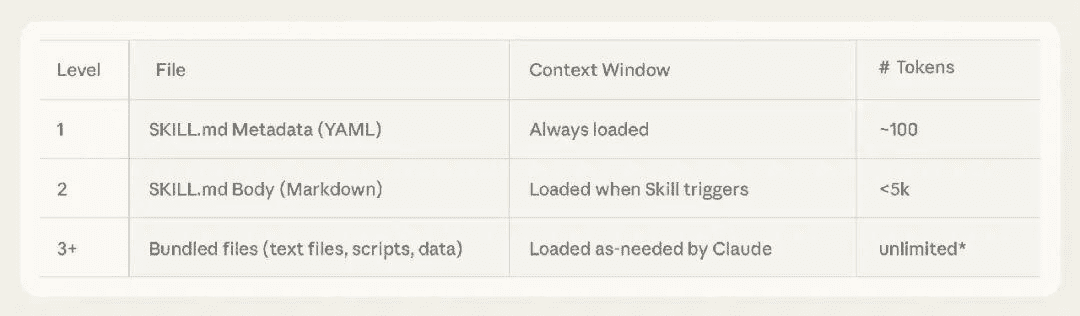 Level File Context Window # Tokens
1 SKILL.md Metadata (YAML) Always loaded ~100
2 SKILL.md Body (Markdown) Loaded when Skill triggers <5k
3+ Bundled files (text files, scripts, data) Loaded as-needed by Claude unlimited*